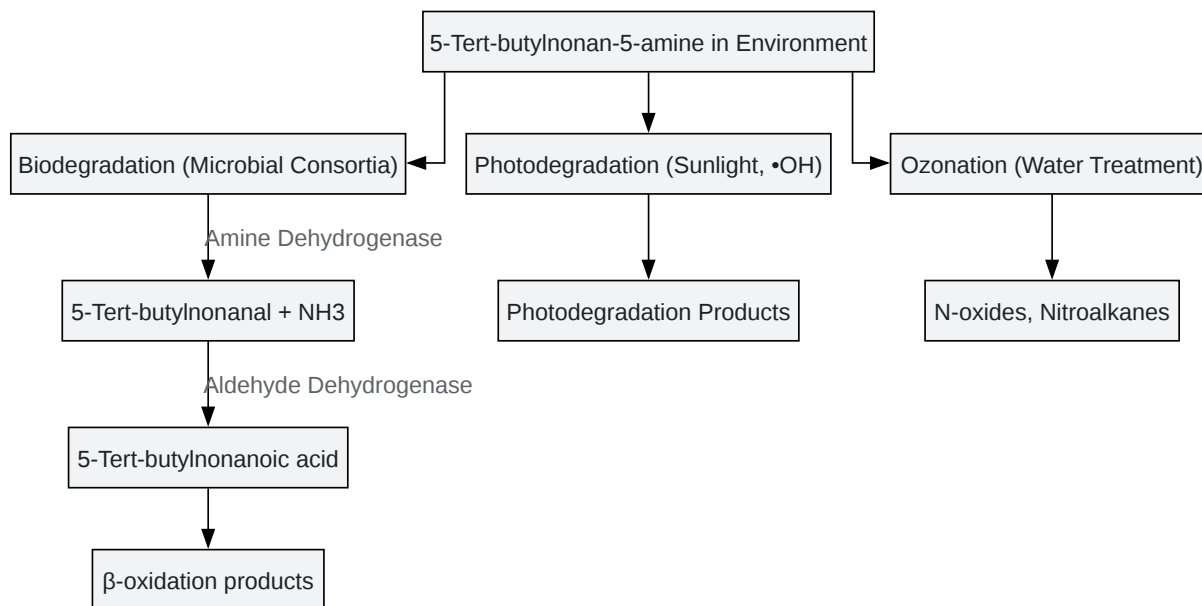 5-Tert-butylnonan-5-amine in Environment
Biodegradation (Microbial Consortia)
Photodegradation (Sunlight, •OH)
Ozonation (Water Treatment)
Amine Dehydrogenase
5-Tert-butylnonanal + NH3
Photodegradation Products
N-oxides, Nitroalkanes
Aldehyde Dehydrogenase
5-Tert-butylnonanoic acid
β-oxidation products